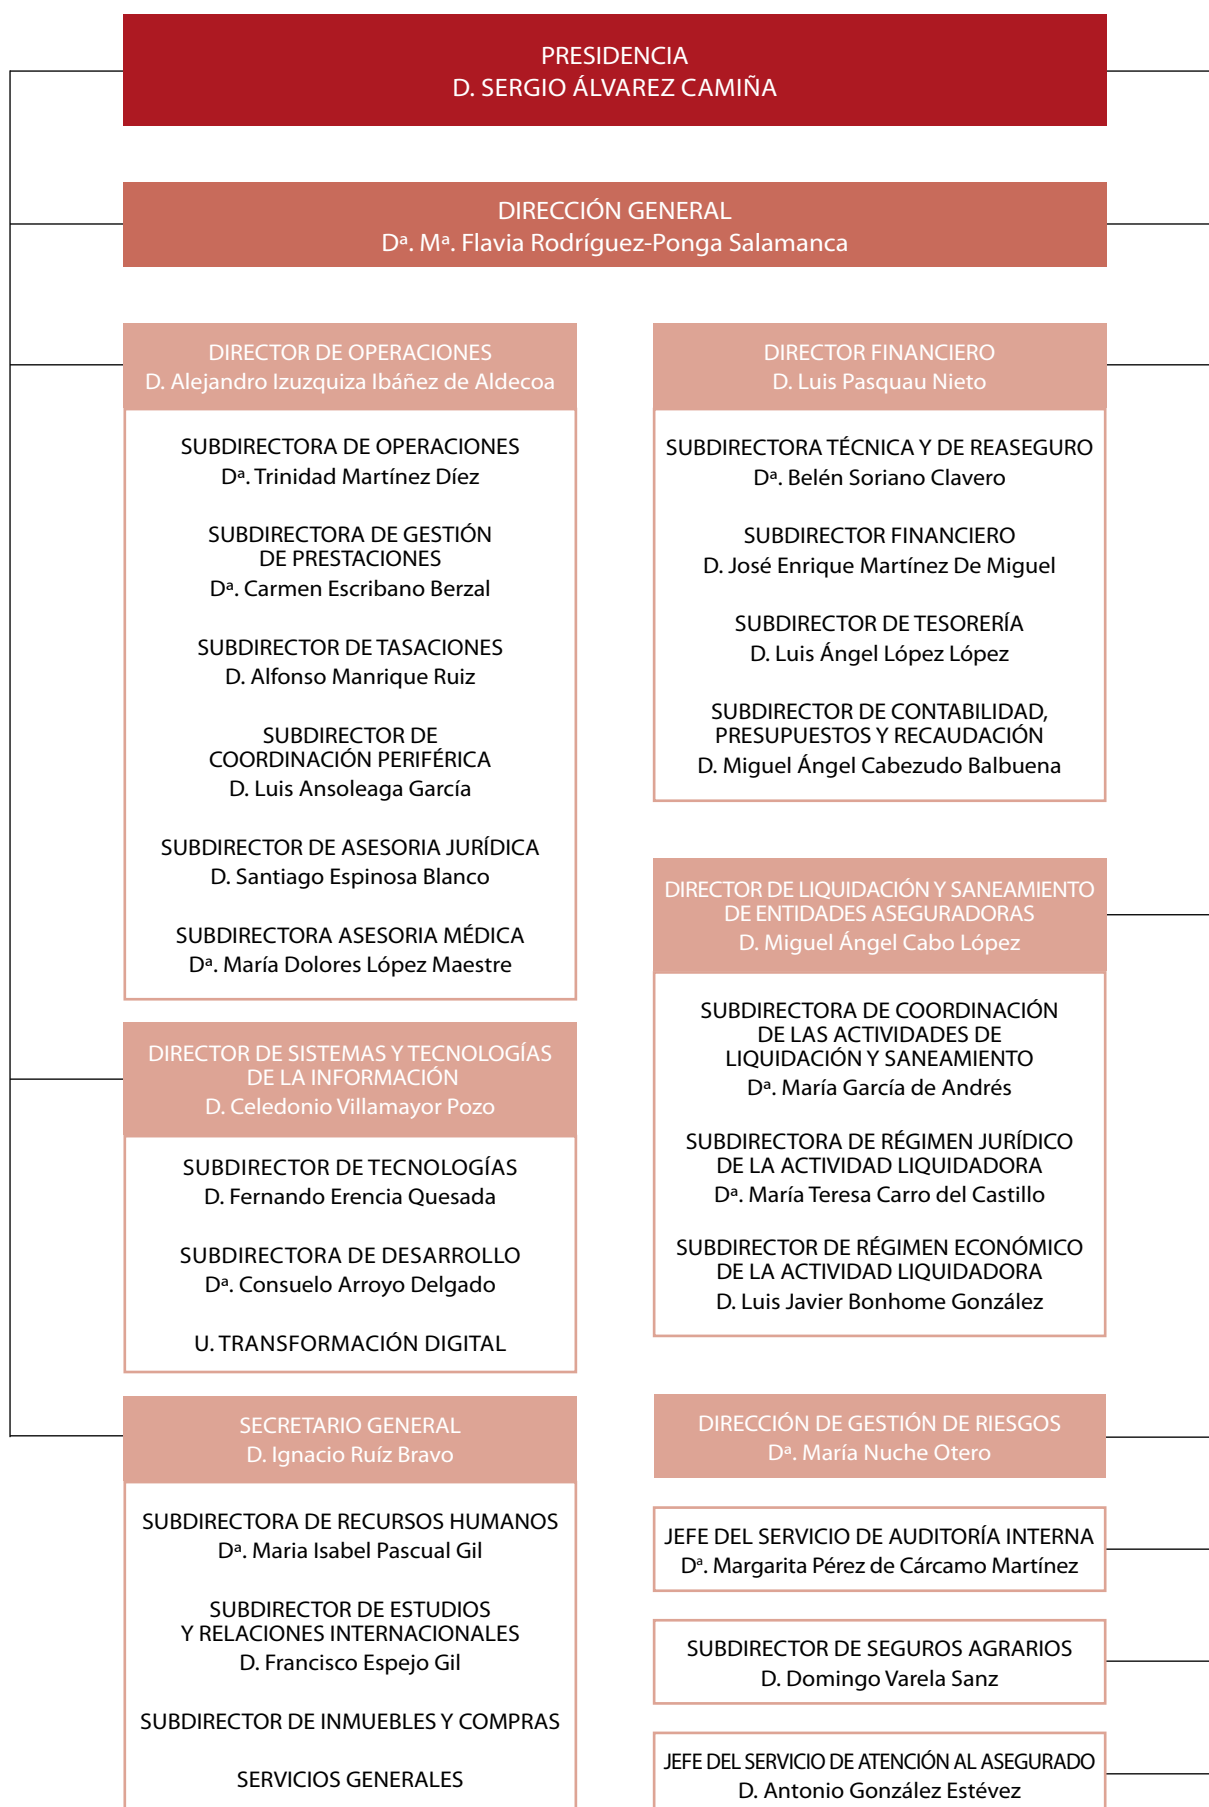 PRESIDENCIA
D. SERGIO ÁLVAREZ CAMIÑA
DIRECCIÓN GENERAL
Dª. Mª. Flavia Rodríguez-Ponga Salamanca
DIRECTOR DE OPERACIONES
D. Alejandro Izuzquiza Ibáñez de Aldecoa
SUBDIRECTORA DE OPERACIONES
Dª. Trinidad Martínez Díez
SUBDIRECTORA DE GESTIÓN
DE PRESTACIONES
Dª. Carmen Escribano Berzal
SUBDIRECTOR DE TASACIONES
D. Alfonso Manrique Ruiz
SUBDIRECTOR DE
COORDINACIÓN PERIFÉRICA
D. Luis Ansoleaga García
SUBDIRECTOR DE ASESORIA JURÍDICA
D. Santiago Espinosa Blanco
SUBDIRECTORA ASESORIA MÉDICA
Dª. María Dolores López Maestre
DIRECTOR DE SISTEMAS Y TECNOLOGÍAS
DE LA INFORMACIÓN
D. Celedonio Villamayor Pozo
SUBDIRECTOR DE TECNOLOGÍAS
D. Fernando Erencia Quesada
SUBDIRECTORA DE DESARROLLO
Dª. Consuelo Arroyo Delgado
U. TRANSFORMACIÓN DIGITAL
SECRETARIO GENERAL
D. Ignacio Ruíz Bravo
SUBDIRECTORA DE RECURSOS HUMANOS
Dª. Maria Isabel Pascual Gil
SUBDIRECTOR DE ESTUDIOS
Y RELACIONES INTERNACIONALES
D. Francisco Espejo Gil
SUBDIRECTOR DE INMUEBLES Y COMPRAS
SERVICIOS GENERALES
DIRECTOR FINANCIERO
D. Luis Pasquau Nieto
SUBDIRECTORA TÉCNICA Y DE REASEGURO
Dª. Belén Soriano Clavero
SUBDIRECTOR FINANCIERO
D. José Enrique Martínez De Miguel
SUBDIRECTOR DE TESORERÍA
D. Luis Ángel López López
SUBDIRECTOR DE CONTABILIDAD,
PRESUPUESTOS Y RECAUDACIÓN
D. Miguel Ángel Cabezudo Balbuena
DIRECTOR DE LIQUIDACIÓN Y SANEAMIENTO
DE ENTIDADES ASEGURADORAS
D. Miguel Ángel Cabo López
SUBDIRECTORA DE COORDINACIÓN
DE LAS ACTIVIDADES DE
LIQUIDACIÓN Y SANEAMIENTO
Dª. María García de Andrés
SUBDIRECTORA DE RÉGIMEN JURÍDICO
DE LA ACTIVIDAD LIQUIDADORA
Dª. María Teresa Carro del Castillo
SUBDIRECTOR DE RÉGIMEN ECONÓMICO
DE LA ACTIVIDAD LIQUIDADORA
D. Luis Javier Bonhome González
DIRECCIÓN DE GESTIÓN DE RIESGOS
Dª. María Nuche Otero
JEFE DEL SERVICIO DE AUDITORÍA INTERNA
Dª. Margarita Pérez de Cárcamo Martínez
SUBDIRECTOR DE SEGUROS AGRARIOS
D. Domingo Varela Sanz
JEFE DEL SERVICIO DE ATENCIÓN AL ASEGURADO
D. Antonio González Estévez